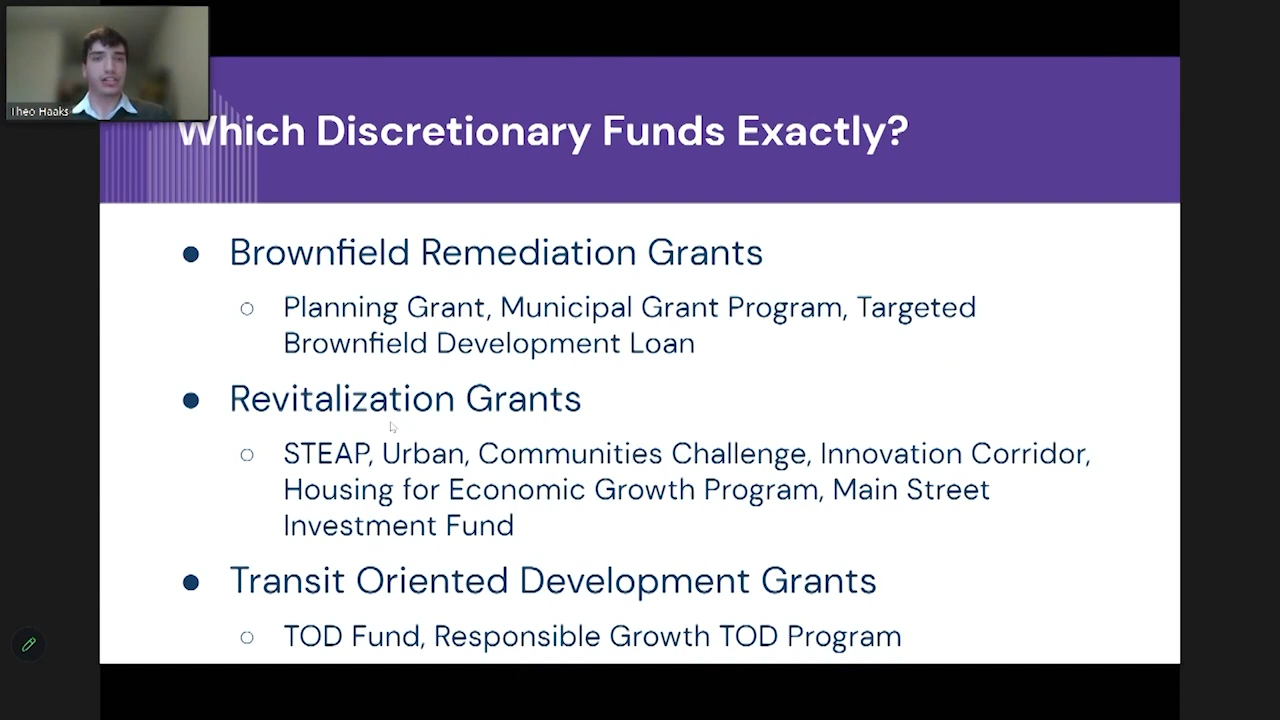 Theo Haaks
Which Discretionary Funds Exactly?
● Brownfield Remediation Grants
○ Planning Grant, Municipal Grant Program, Targeted
Brownfield Development Loan
● Revitalization Grants
○ STEAP, Urban, Communities Challenge, Innovation Corridor,
Housing for Economic Growth Program, Main Street
Investment Fund
● Transit Oriented Development Grants
○ TOD Fund, Responsible Growth TOD Program